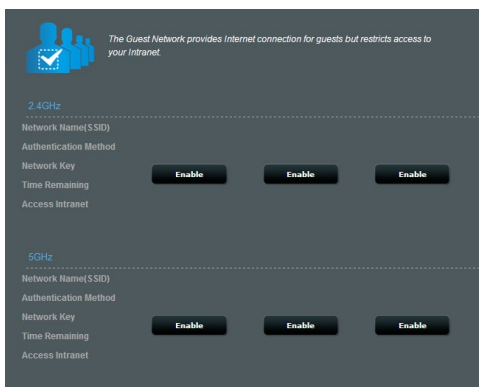 The Guest Network provides Internet connection for guests but restricts access to
your Intranet.
2.4GHz
Network Name(SSID)
Authentication Method
Network Key
Enable Enable Enable
Time Remaining
Access Intranet
5GHz
Network Name(SSID)
Authentication Method
Network Key
Enable Enable Enable
Time Remaining
Access Intranet